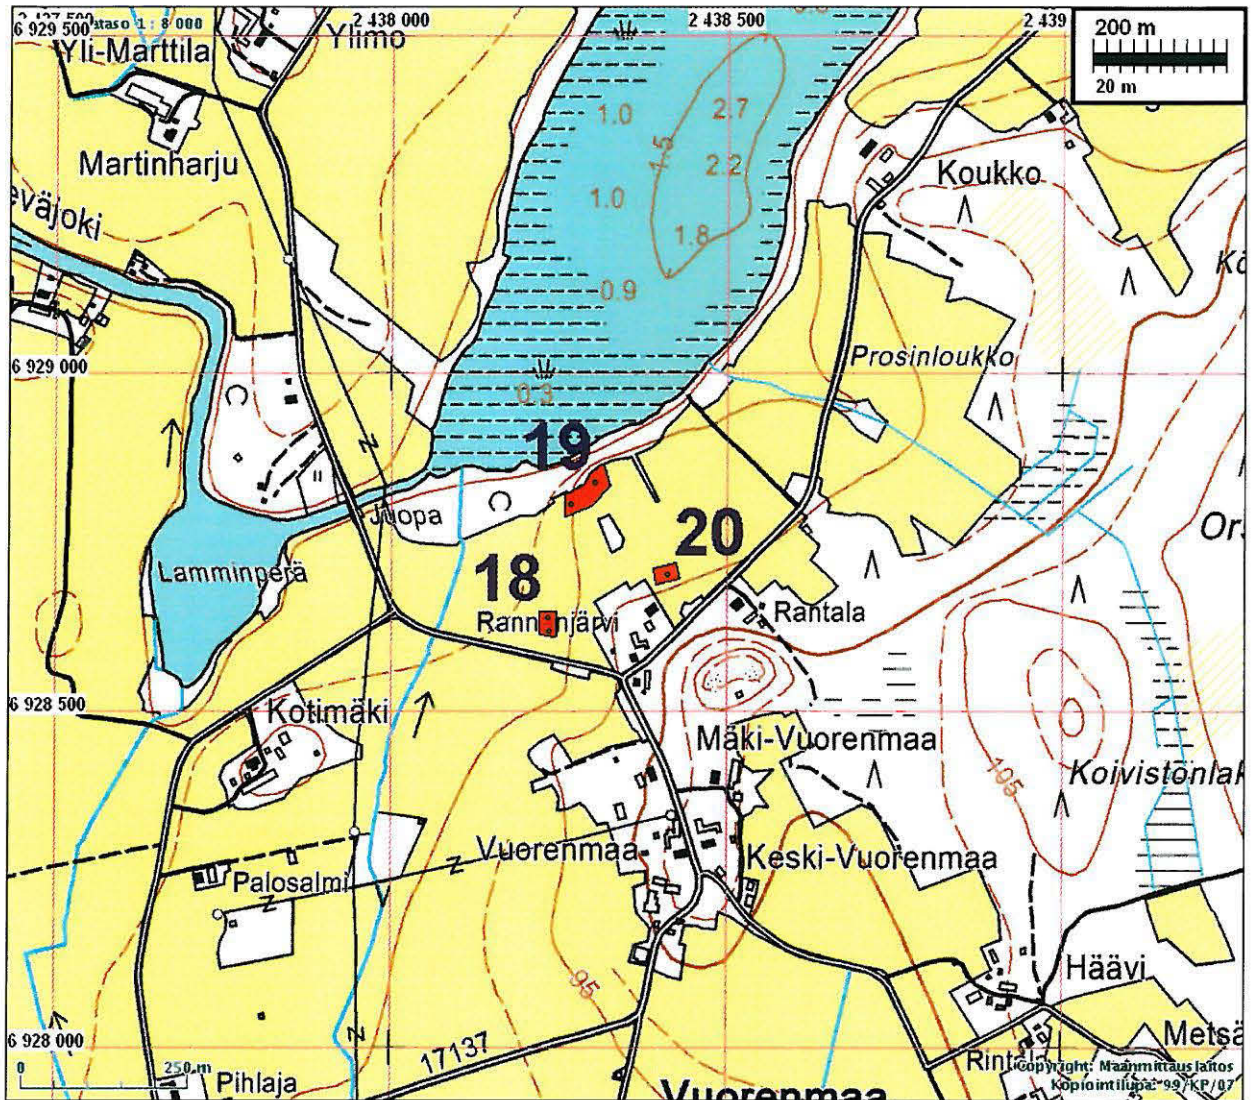 6 929 500
ataso 1 : 8 000
2 438 000
2 438 500
2 439
200 m
20 m
Yli-Marttila
Ylimo
Martinharju
1.0
2.7
1.5
2.2
Koukko
eväjoki
1.0
1.8
0.9
6 929 000
Prosinloukko
0.3
19
Juopa
20
18
Lamminperä
Rantala
6 928 500
Kotimäki
Mäki-Vuorenmaa
105
Koivistonlak
Vuorenmaa
Keski-Vuorenmaa
Palosalmi
95
Häävi
6 928 000
17137
Metsä
0 250 m
Pihlaja
Copyright: Maanmittauslaitos
Kopiointilupa: 99/KP/07
Vuorenmaa